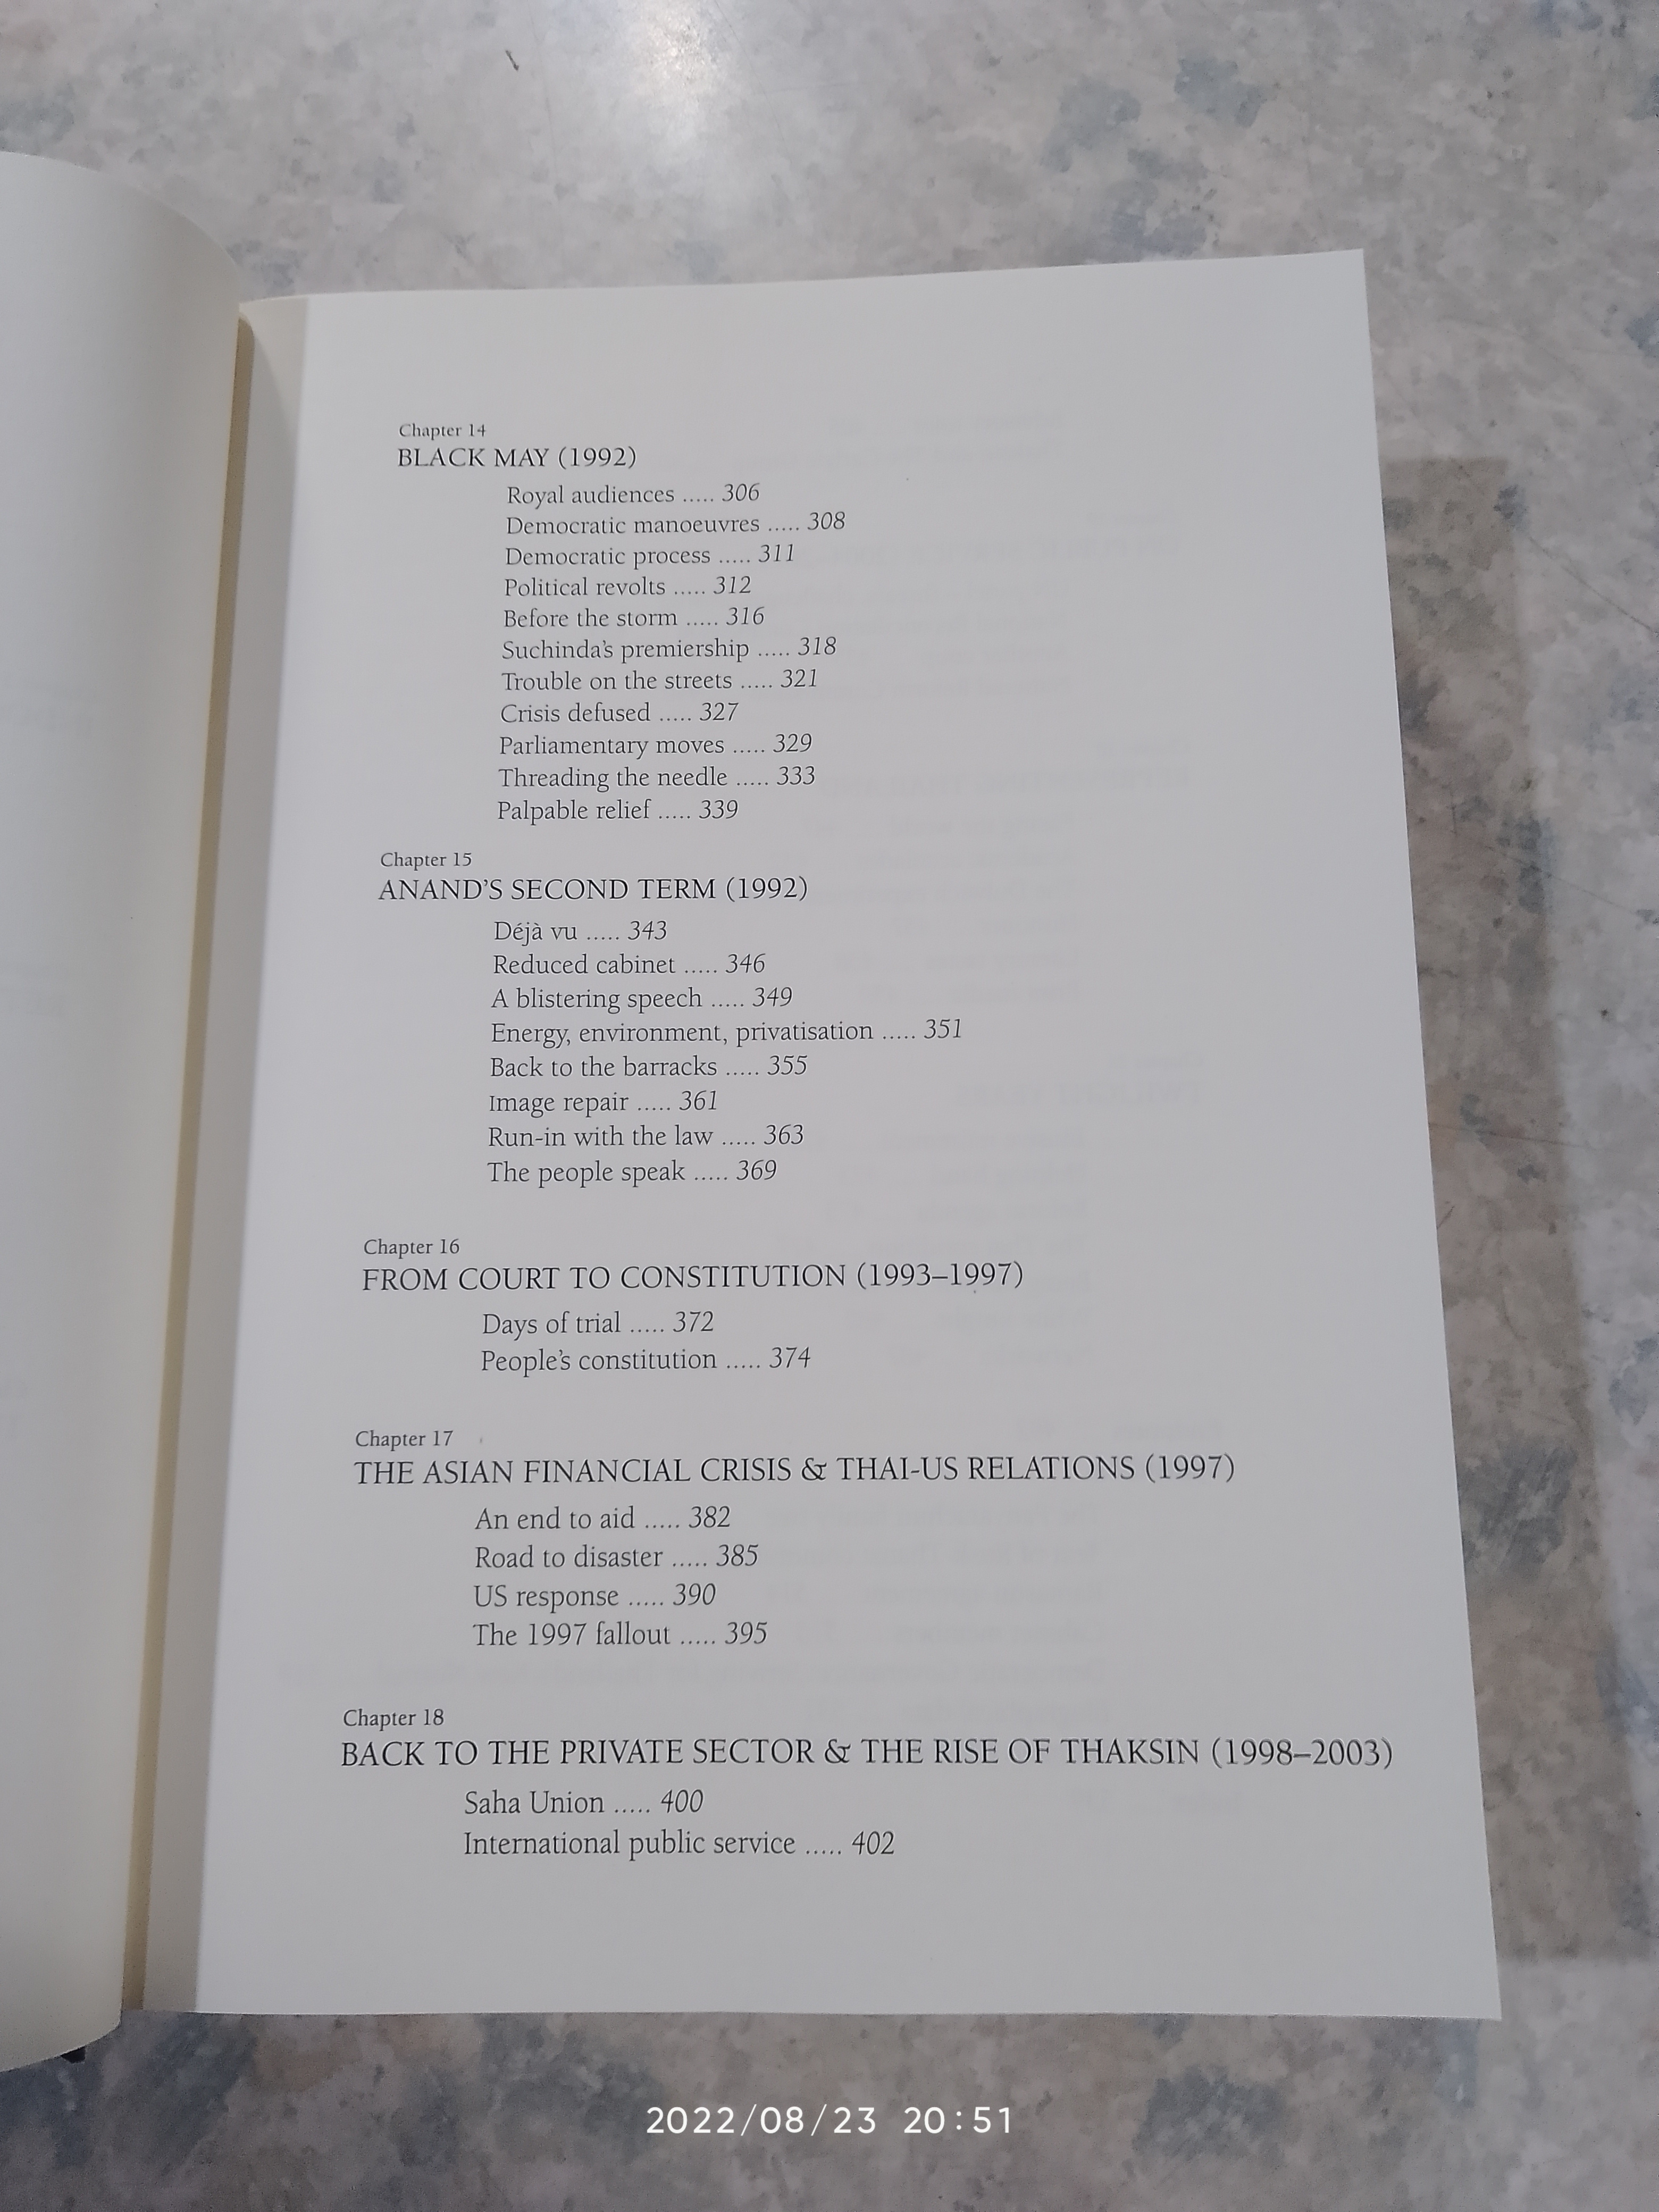 Chapter 14
BLACK MAY (1992)
Royal audiences ..... 306
Democratic manoeuvres ..... 308
Democratic process ..... 311
Political revolts ..... 312
Before the storm ..... 316
Suchinda's premiership ..... 318
Trouble on the streets ..... 321
Crisis defused ..... 327
Parliamentary moves ..... 329
Threading the needle ..... 333
Palpable relief ..... 339
Chapter 15
ANAND'S SECOND TERM (1992)
Déjà vu ..... 343
Reduced cabinet ..... 346
A blistering speech ..... 349
Energy, environment, privatisation ..... 351
Back to the barracks ..... 355
Image repair ..... 361
Run-in with the law ..... 363
The people speak ..... 369
Chapter 16
FROM COURT TO CONSTITUTION (1993–1997)
Days of trial ..... 372
People's constitution ..... 374
Chapter 17
THE ASIAN FINANCIAL CRISIS & THAI-US RELATIONS (1997)
An end to aid ..... 382
Road to disaster ..... 385
US response ..... 390
The 1997 fallout ..... 395
Chapter 18
BACK TO THE PRIVATE SECTOR & THE RISE OF THAKSIN (1998–2003)
Saha Union ..... 400
International public service ..... 402
2022/08/23 20:51